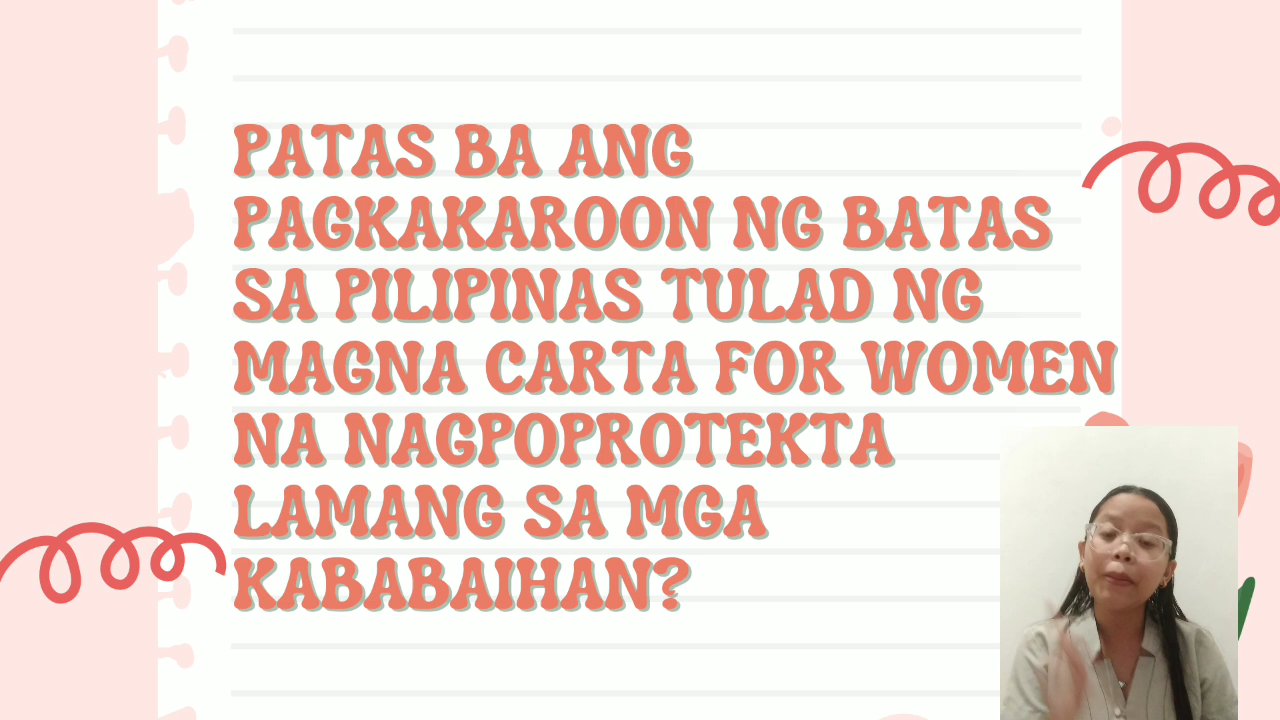 PATAS BA ANG
PAGKAKAROON NG BATAS
SA PILIPINAS TULAD NG
MAGNA CARTA FOR WOMEN
NA NAGPOPROTEKTA
LAMANG SA MGA
KABABAIHAN?